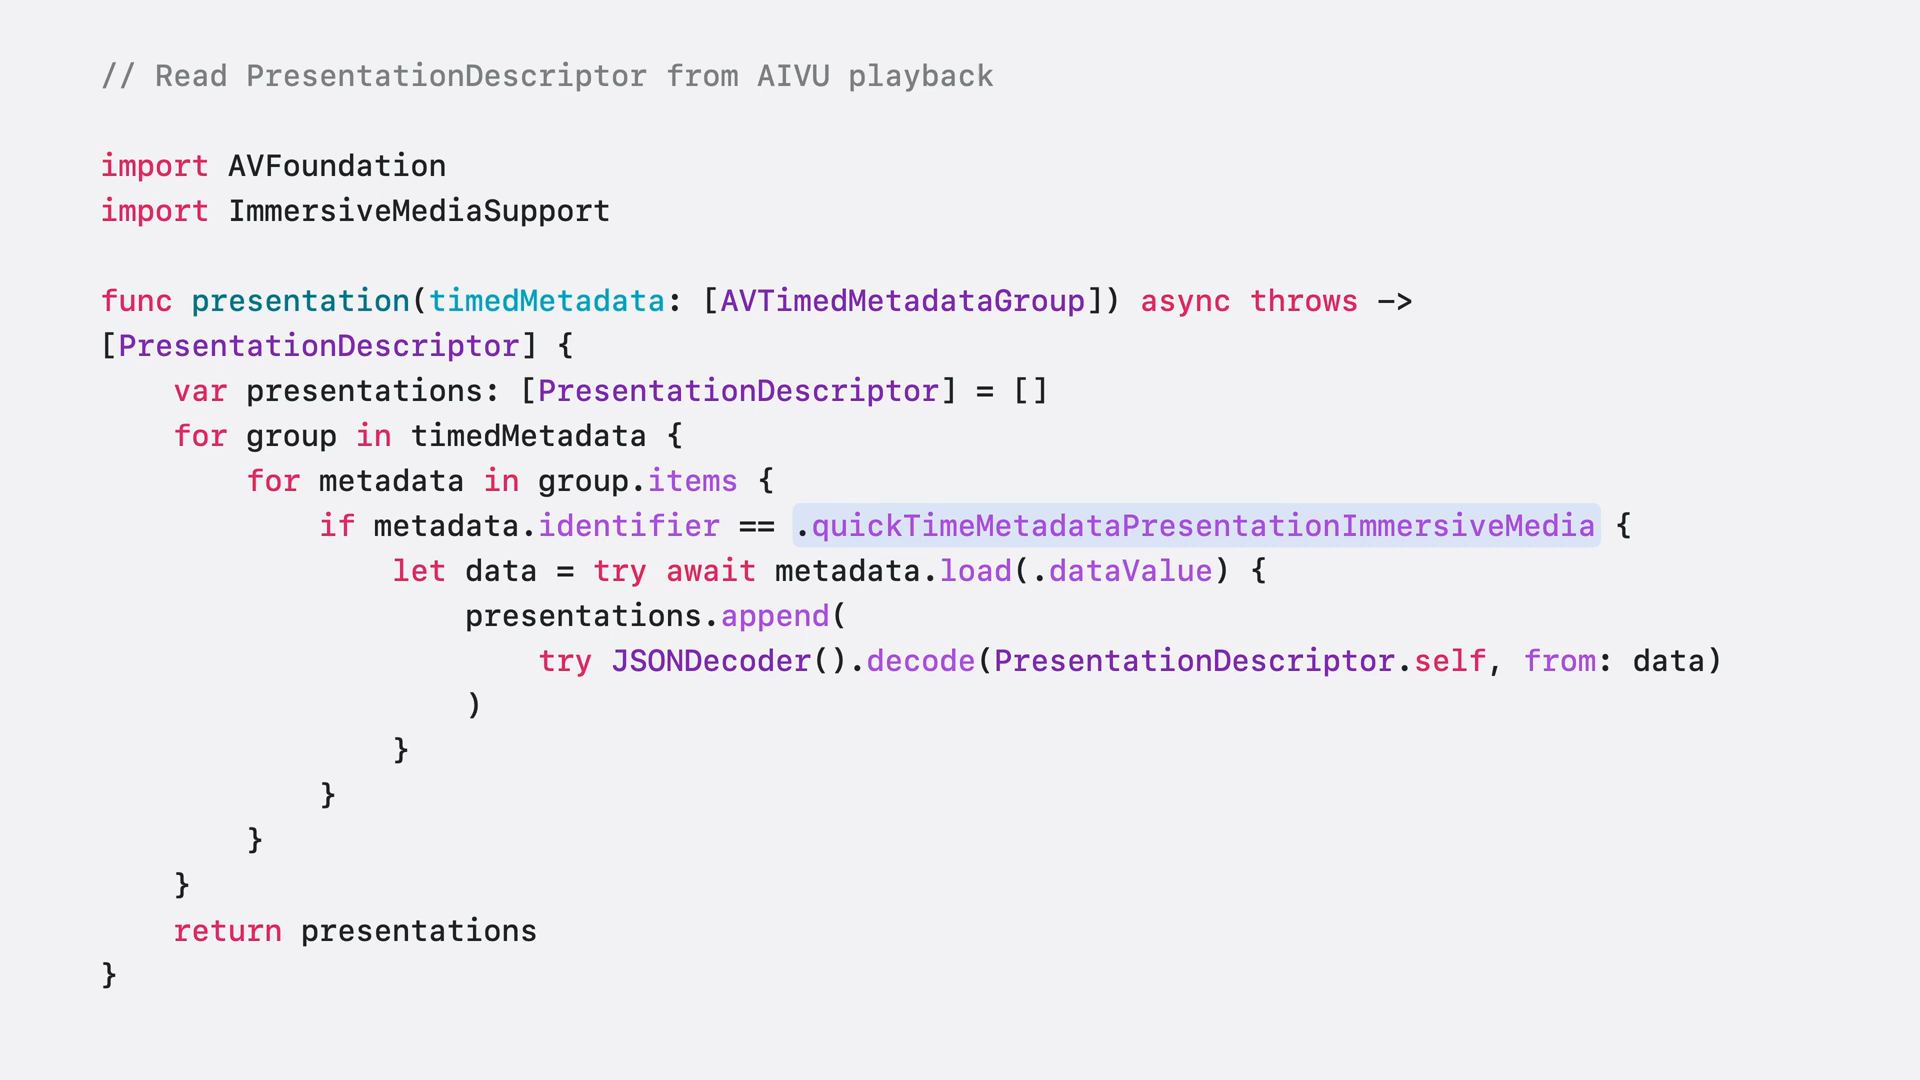 // Read PresentationDescriptor from AIVU playback
import AVFoundation
import ImmersiveMediaSupport
func presentation(timedMetadata: [AVTimedMetadataGroup]) async throws ->
[PresentationDescriptor] {
    var presentations: [PresentationDescriptor] = []
    for group in timedMetadata {
        for metadata in group.items {
            if metadata.identifier == .quickTimeMetadataPresentationImmersiveMedia {
                let data = try await metadata.load(.dataValue) {
                    presentations.append(
                        try JSONDecoder().decode(PresentationDescriptor.self, from: data)
                    )
                }
            }
        }
    }
    return presentations
}